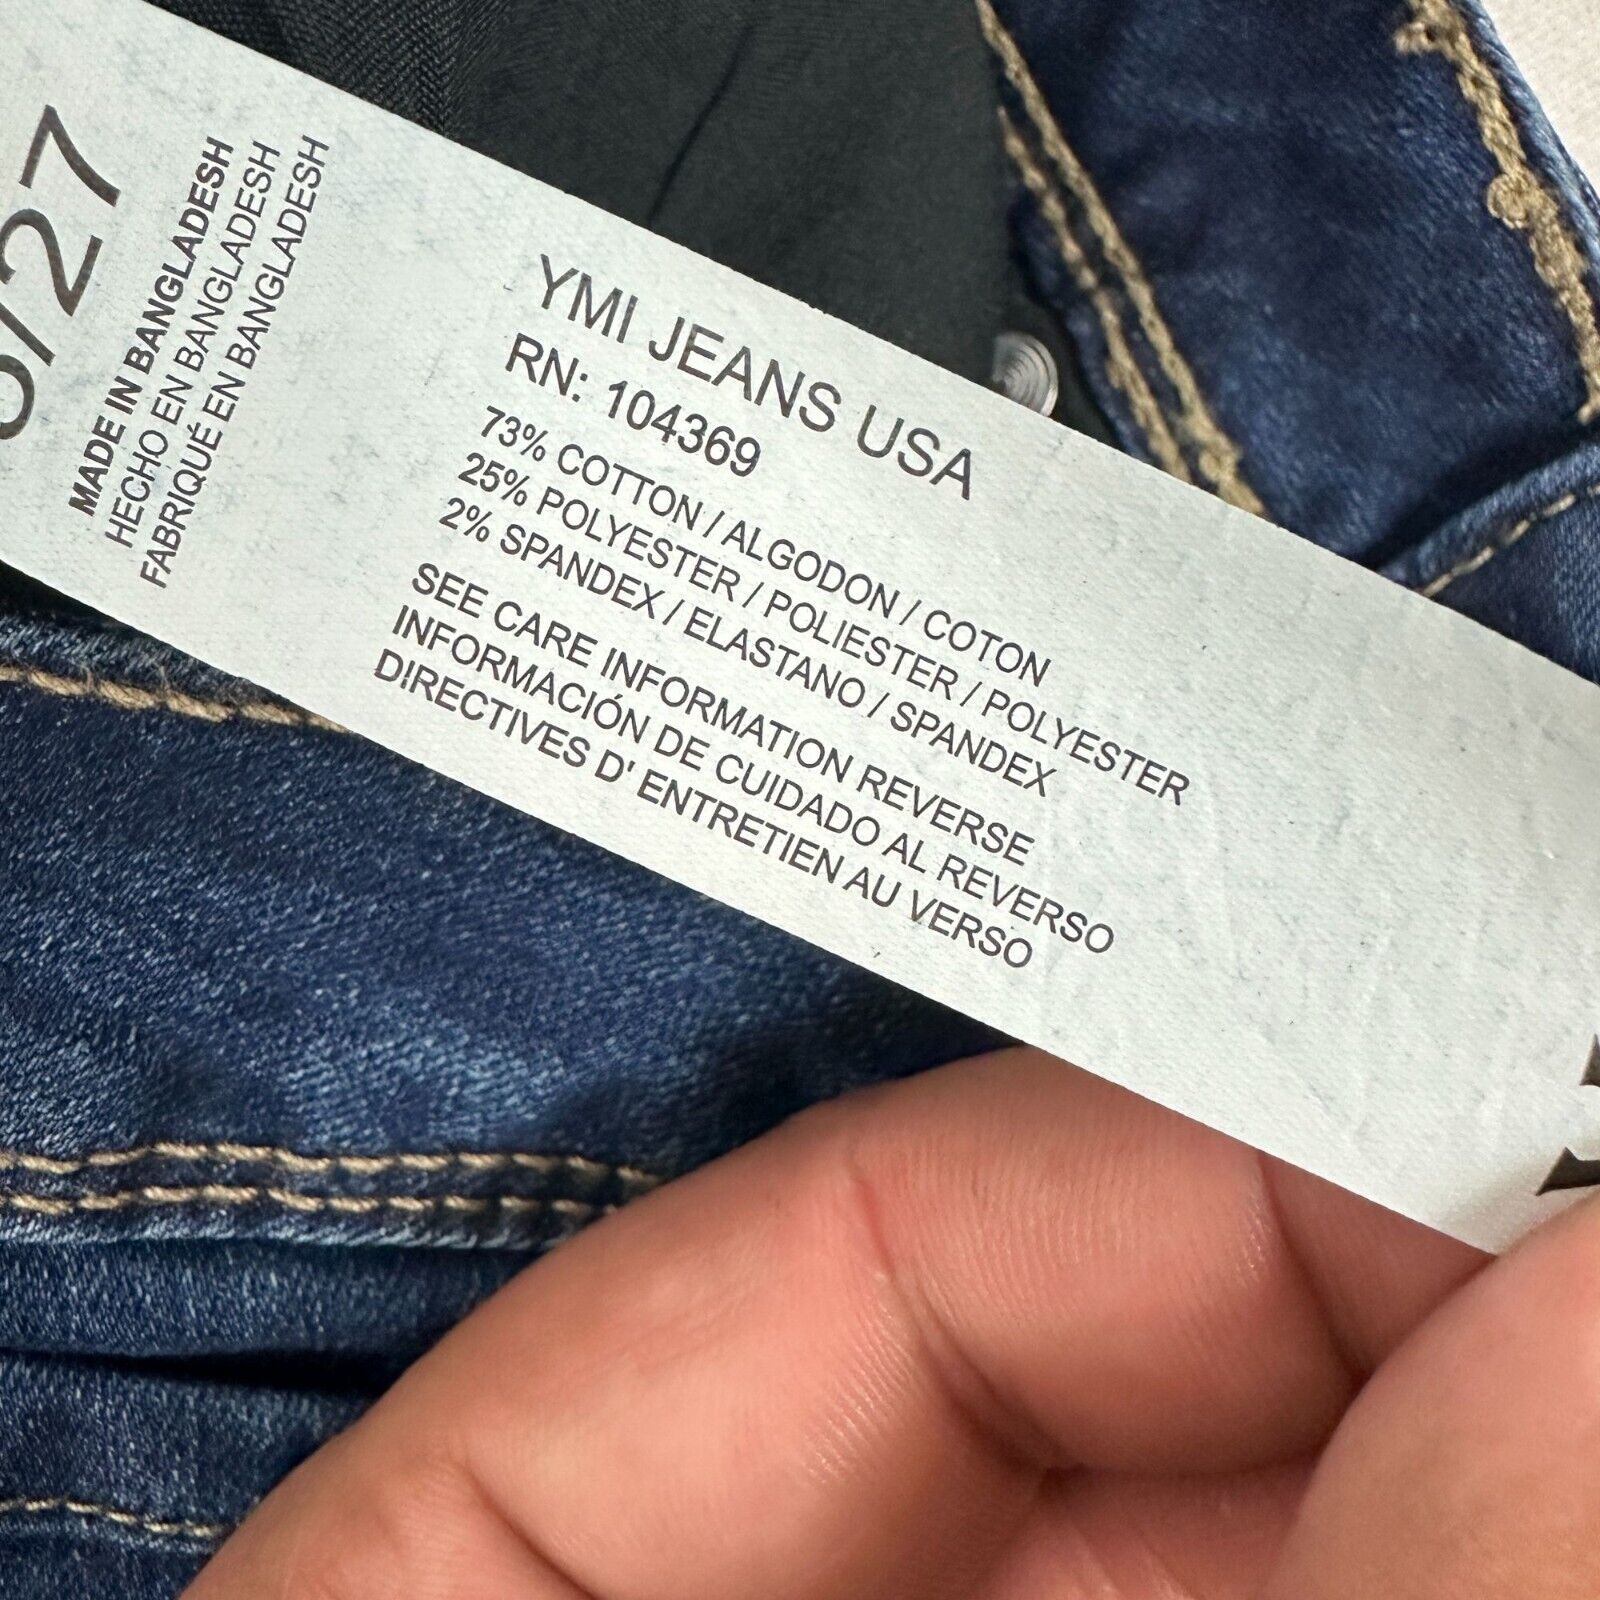 /27
MADE IN BANGLADESH
HECHO EN BANGLADESH
FABRIQUÉ EN BANGLADESH
YMI JEANS USA
RN: 104369
73% COTTON / ALGODON / COTON
25% POLYESTER / POLIESTER / POLYESTER
2% SPANDEX / ELASTANO / SPANDEX
SEE CARE INFORMATION REVERSE
INFORMACIÓN DE CUIDADO AL REVERSO
DIRECTIVES D' ENTRETIEN AU VERSO